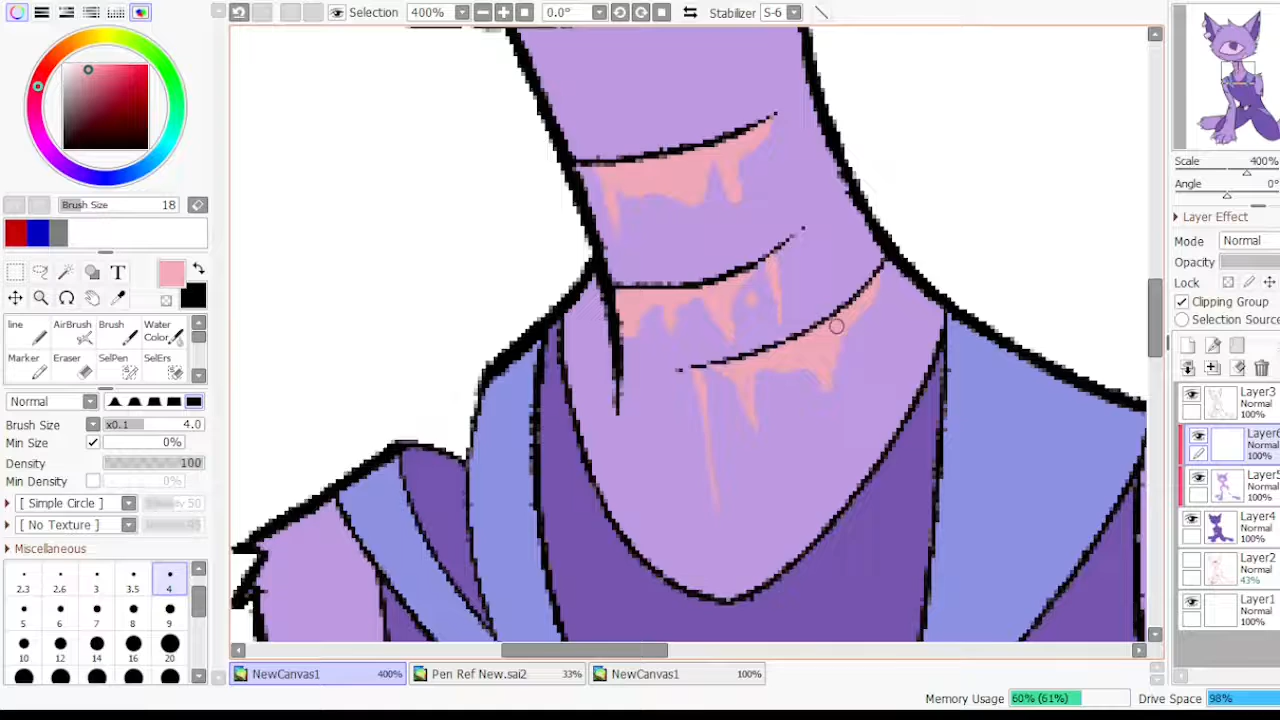 Selection 400% 0.0° Stabilizer S-6
Scale 400%
Angle 0°
Brush Size 18
Layer Effect
Mode Normal
Opacity
Lock
Clipping Group
Selection Source
T
line AirBrush Brush Water Color
Marker Eraser SelPen SelErs
Normal
Brush Size x0.1 4.0
Min Size 0%
Density 100
Min Density 0%
[ Simple Circle ] 50
[ No Texture ]
Miscellaneous
2.3 2.6 3 3.5 4
5 6 7 8 9
10 12 14 16 20
Layer3
Normal
100%
Layer6
Normal
100%
Layer5
Normal
100%
Layer4
Normal
100%
Layer2
Normal
43%
Layer1
Normal
100%
NewCanvas1 400% Pen Ref New.sai2 33% NewCanvas1 100%
Memory Usage 60% (61%) Drive Space 98%